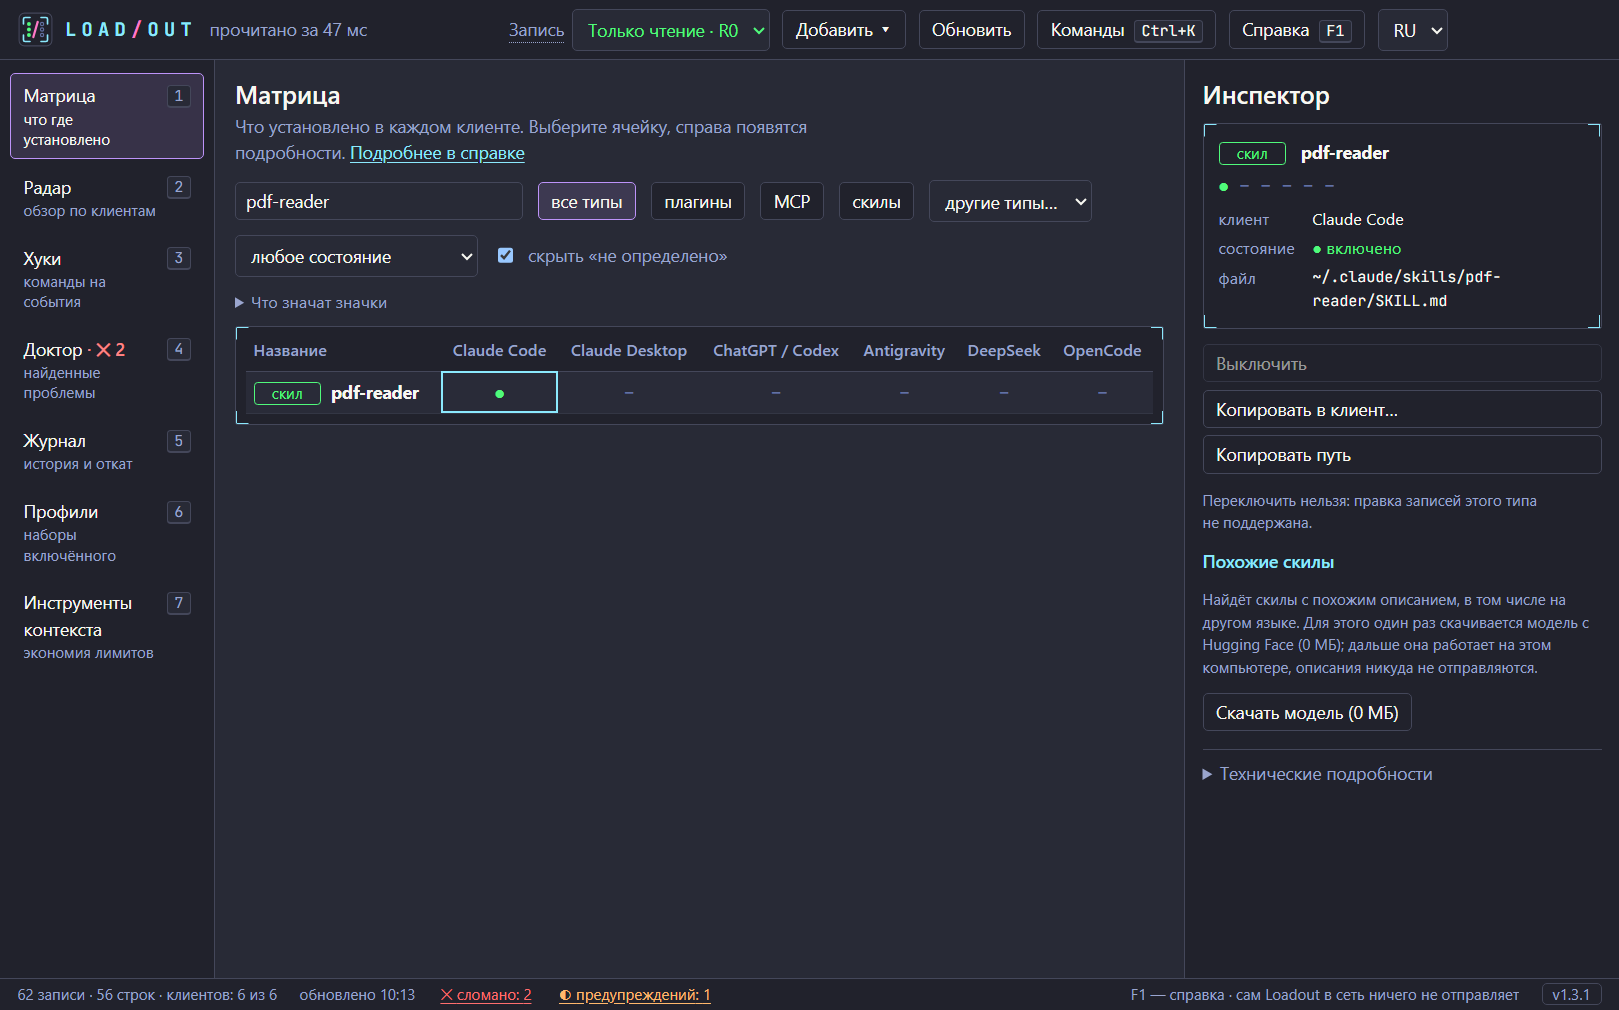 LOAD/OUT прочитано за 47 мс Запись Только чтение · R0 Добавить ▾ Обновить Команды Ctrl+K Справка F1 RU
Матрица 1
что где
установлено
Радар 2
обзор по клиентам
Хуки 3
команды на
события
Доктор · ✕ 2 4
найденные
проблемы
Журнал 5
история и откат
Профили 6
наборы
включённого
Инструменты 7
контекста
экономия лимитов
Матрица
Что установлено в каждом клиенте. Выберите ячейку, справа появятся
подробности. Подробнее в справке
pdf-reader все типы плагины MCP скилы другие типы...
любое состояние скрыть «не определено»
▶ Что значат значки
Название Claude Code Claude Desktop ChatGPT / Codex Antigravity DeepSeek OpenCode
скил pdf-reader ● – – – – –
Инспектор
скил pdf-reader
● – – – – –
клиент Claude Code
состояние ● включено
файл ~/.claude/skills/pdf-
reader/SKILL.md
Выключить
Копировать в клиент...
Копировать путь
Переключить нельзя: правка записей этого типа
не поддержана.
Похожие скилы
Найдёт скилы с похожим описанием, в том числе на
другом языке. Для этого один раз скачивается модель с
Hugging Face (0 МБ); дальше она работает на этом
компьютере, описания никуда не отправляются.
Скачать модель (0 МБ)
▶ Технические подробности
62 записи · 56 строк · клиентов: 6 из 6 обновлено 10:13 ✕ сломано: 2 ◐ предупреждений: 1 F1 — справка · сам Loadout в сеть ничего не отправляет v1.3.1